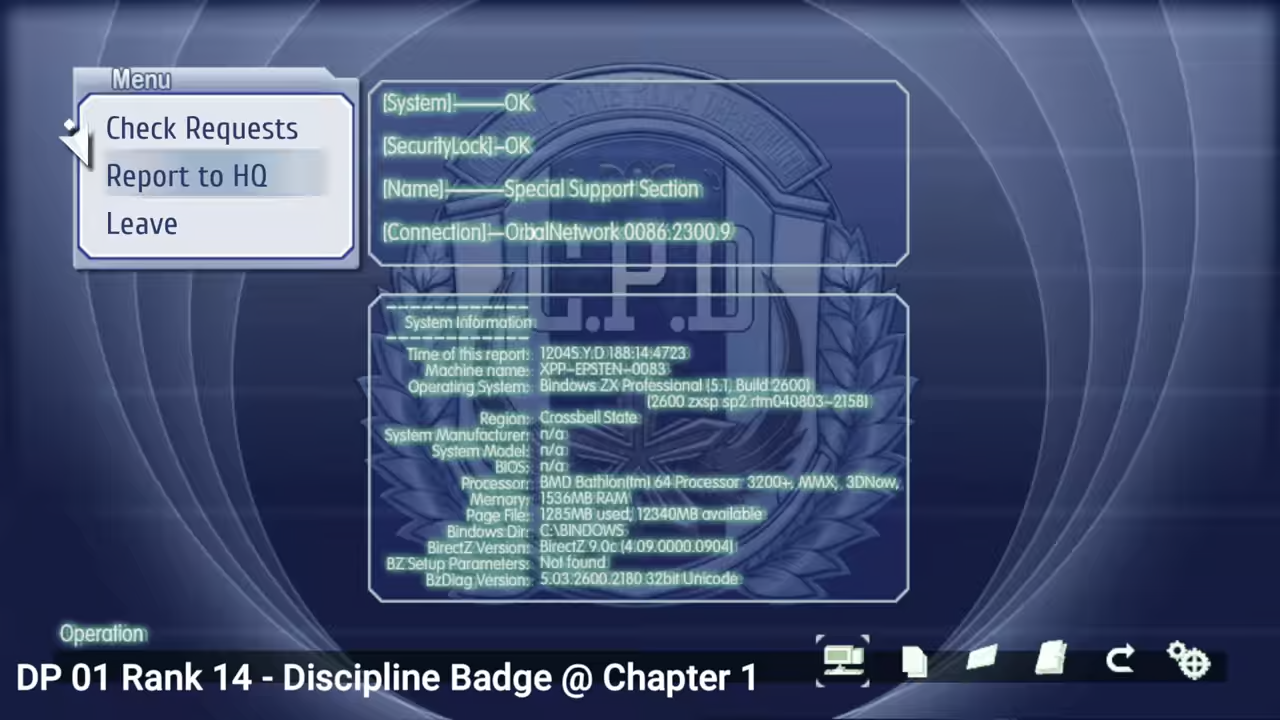 Menu
Check Requests
Report to HQ
Leave
[System]———OK
[SecurityLock]–OK
[Name]———Special Support Section
[Connection]—OrbalNetwork 0086.2300.9
C.P.D
System Information
Time of this report: 1204S.Y.D 188:14:4723
Machine name: XPP-EPSTEN-0083
Operating System: Bindows ZX Professional (5.1, Build 2600)
(2600 zxsp sp2 rtm040803-2158)
Region: Crossbell State
System Manufacturer: n/a
System Model: n/a
BIOS: n/a
Processor: BMD Bathlon(tm) 64 Processor 3200+, MMX, 3DNow,
Memory: 1536MB RAM
Page File: 1285MB used, 12340MB available
Bindows Dir: C:\BINDOWS
BirectZ Version: BirectZ 9.0c (4.09.0000.0904)
BZ Setup Parameters: Not found
BzDiag Version: 5.03.2600.2180 32bit Unicode
Operation
DP 01 Rank 14 - Discipline Badge @ Chapter 1